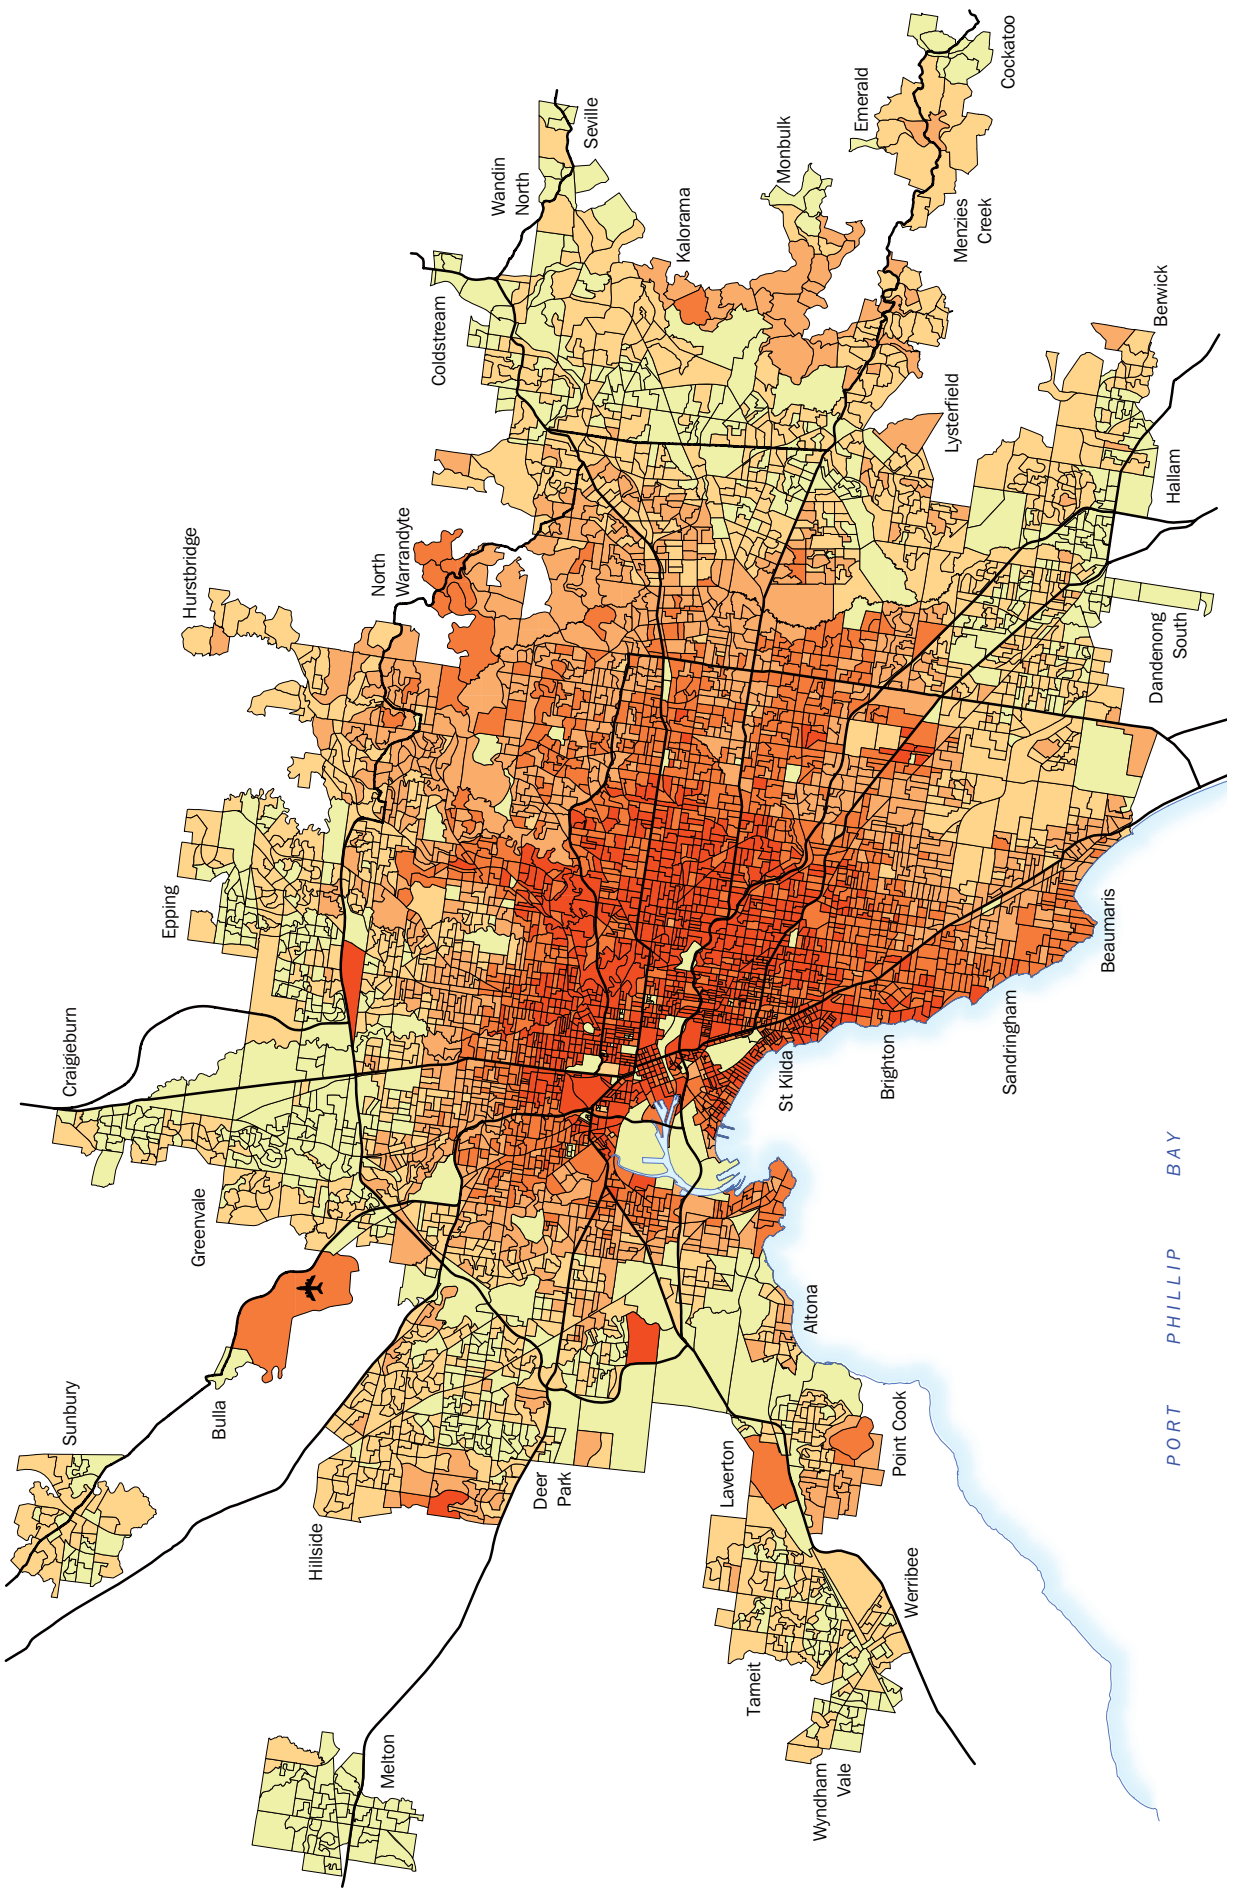 Cockatoo
Emerald
Menzies
Creek
Seville
Wandin
North
Monbulk
Kalorama
Coldstream
Berwick
Lysterfield
Hallam
Hurstbridge
North
Warrandyte
Dandenong
South
Epping
Beaumaris
Craigieburn
Sandringham
Brighton
St Kilda
Greenvale
Altona
Bulla
Sunbury
Point Cook
Laverton
Deer
Park
Hillside
Werribee
Tameit
Wyndham
Vale
Melton
PORT PHILLIP BAY